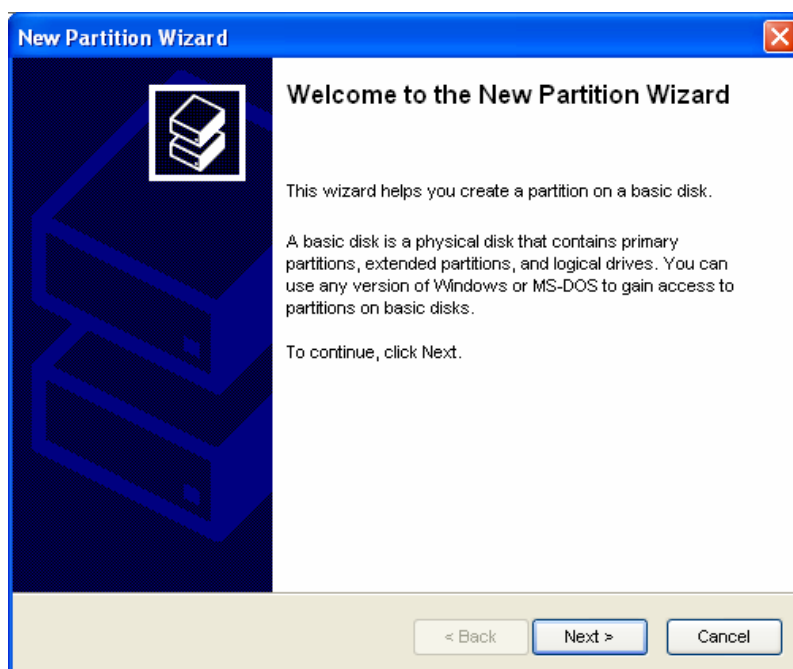 New Partition Wizard
Welcome to the New Partition Wizard
This wizard helps you create a partition on a basic disk.
A basic disk is a physical disk that contains primary
partitions, extended partitions, and logical drives. You can
use any version of Windows or MS-DOS to gain access to
partitions on basic disks.
To continue, click Next.
< Back Next > Cancel